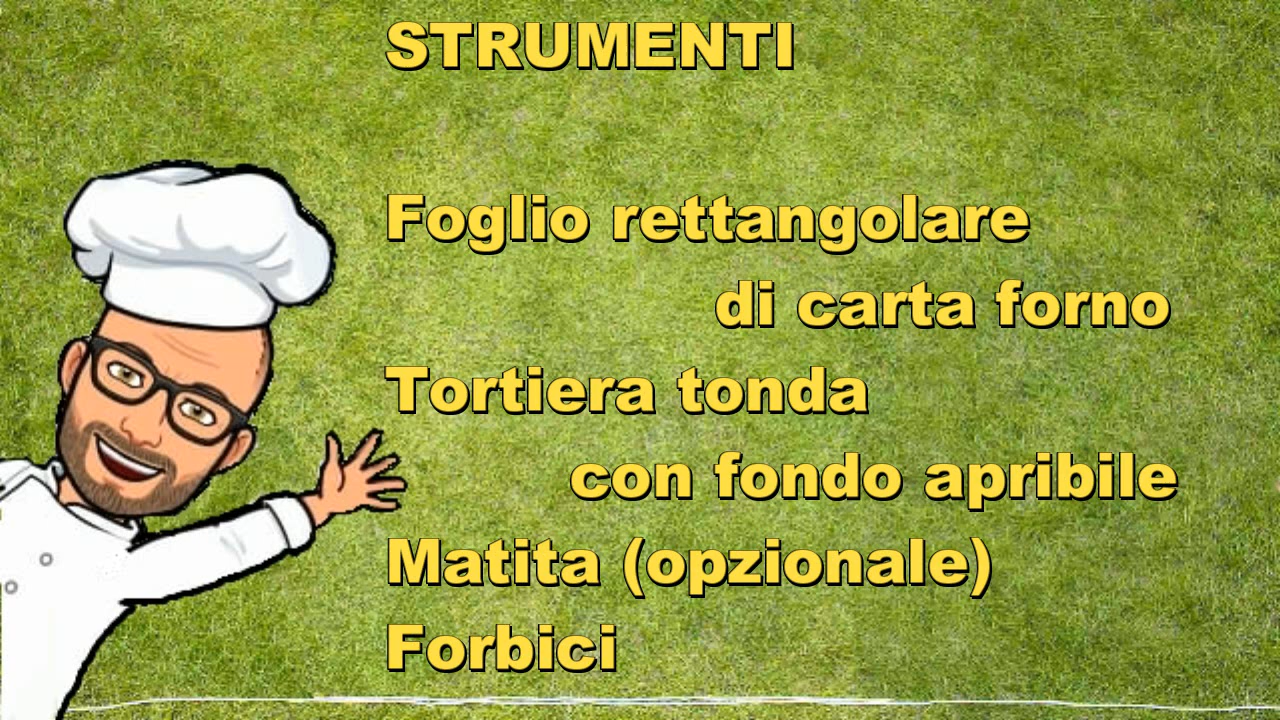 STRUMENTI
Foglio rettangolare
di carta forno
Tortiera tonda
con fondo apribile
Matita (opzionale)
Forbici